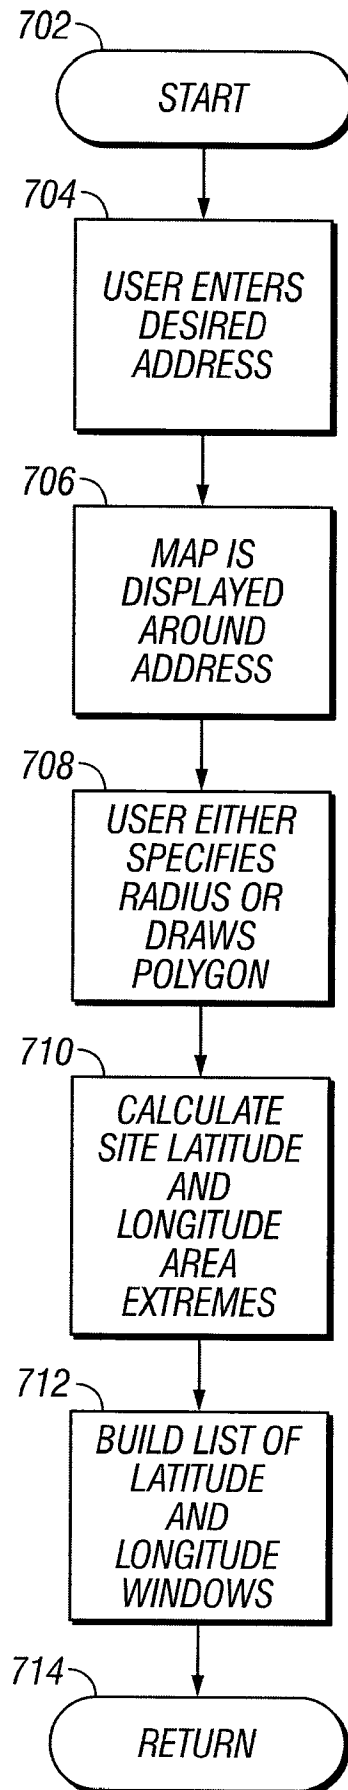 702
START
704
USER ENTERS
DESIRED
ADDRESS
706
MAP IS
DISPLAYED
AROUND
ADDRESS
708
USER EITHER
SPECIFIES
RADIUS OR
DRAWS
POLYGON
710
CALCULATE
SITE LATITUDE
AND
LONGITUDE
AREA
EXTREMES
712
BUILD LIST OF
LATITUDE
AND
LONGITUDE
WINDOWS
714
RETURN